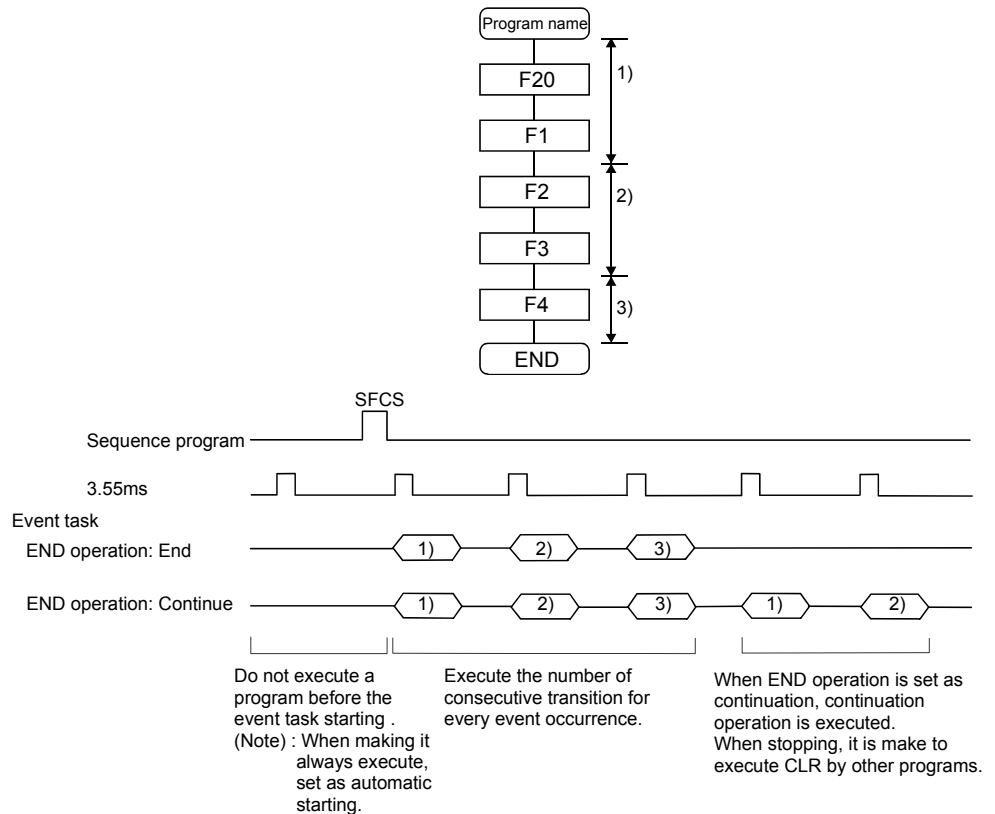 Program name
F20
1)
F1
F2
2)
F3
F4
3)
END
SFCS
Sequence program
3.55ms
Event task
END operation: End
1)
2)
3)
END operation: Continue
1)
2)
3)
1)
2)
Do not execute a
program before the
event task starting .
(Note) : When making it
always execute,
set as automatic
starting.
Execute the number of
consecutive transition for
every event occurrence.
When END operation is set as
continuation, continuation
operation is executed.
When stopping, it is make to
execute CLR by other programs.